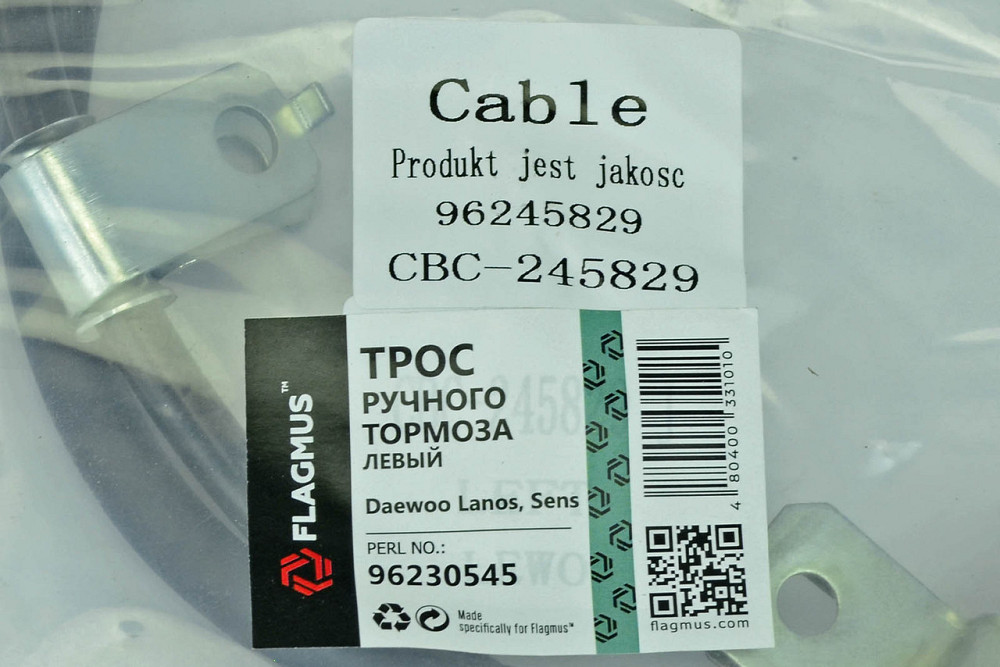 Cable
Produkt jest jakosc
96245829
CBC-245829
FLAGMUS™
ТРОС
РУЧНОГО
ТОРМОЗА
ЛЕВЫЙ
Daewoo Lanos, Sens
PERL NO.:
96230545
Made
specifically for Flagmus™
4 80400 331010
flagmus.com